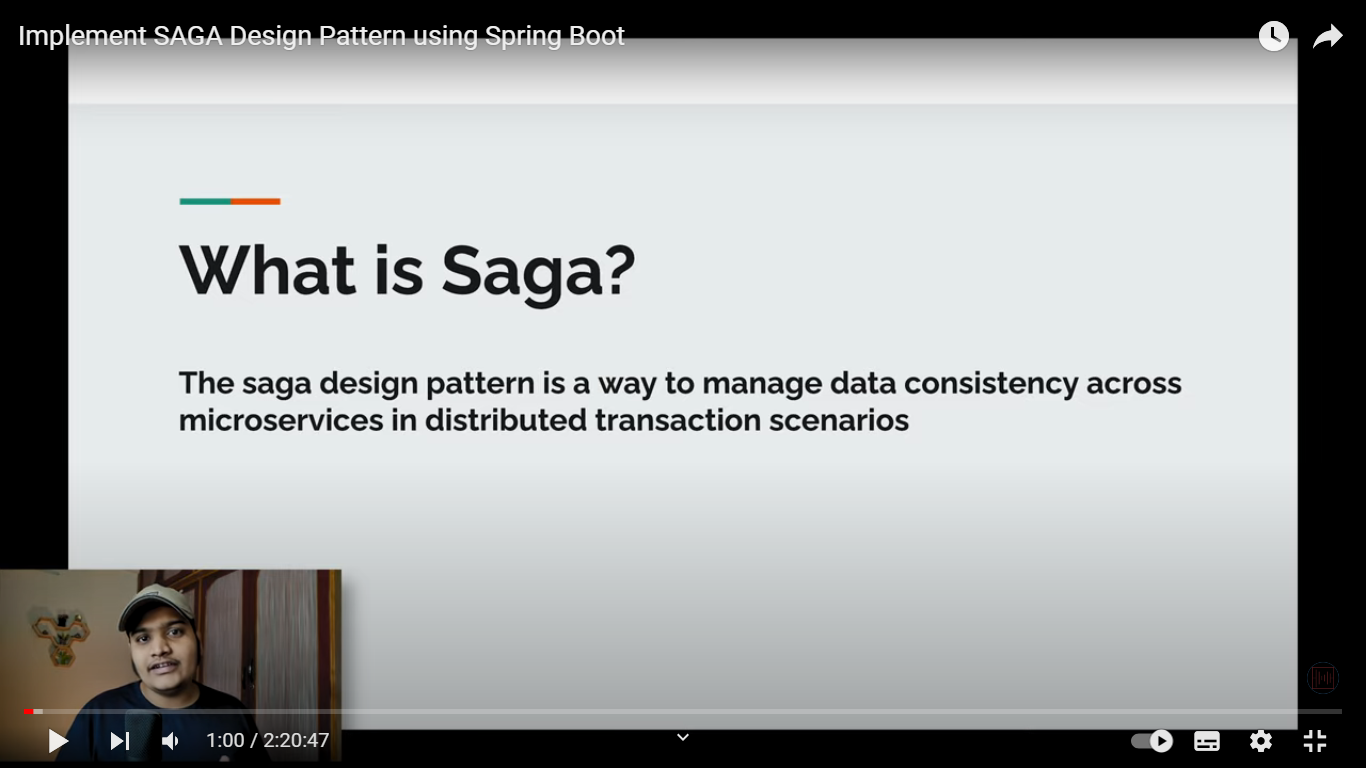 Implement SAGA Design Pattern using Spring Boot
What is Saga?
The saga design pattern is a way to manage data consistency across
microservices in distributed transaction scenarios
1:00 / 2:20:47